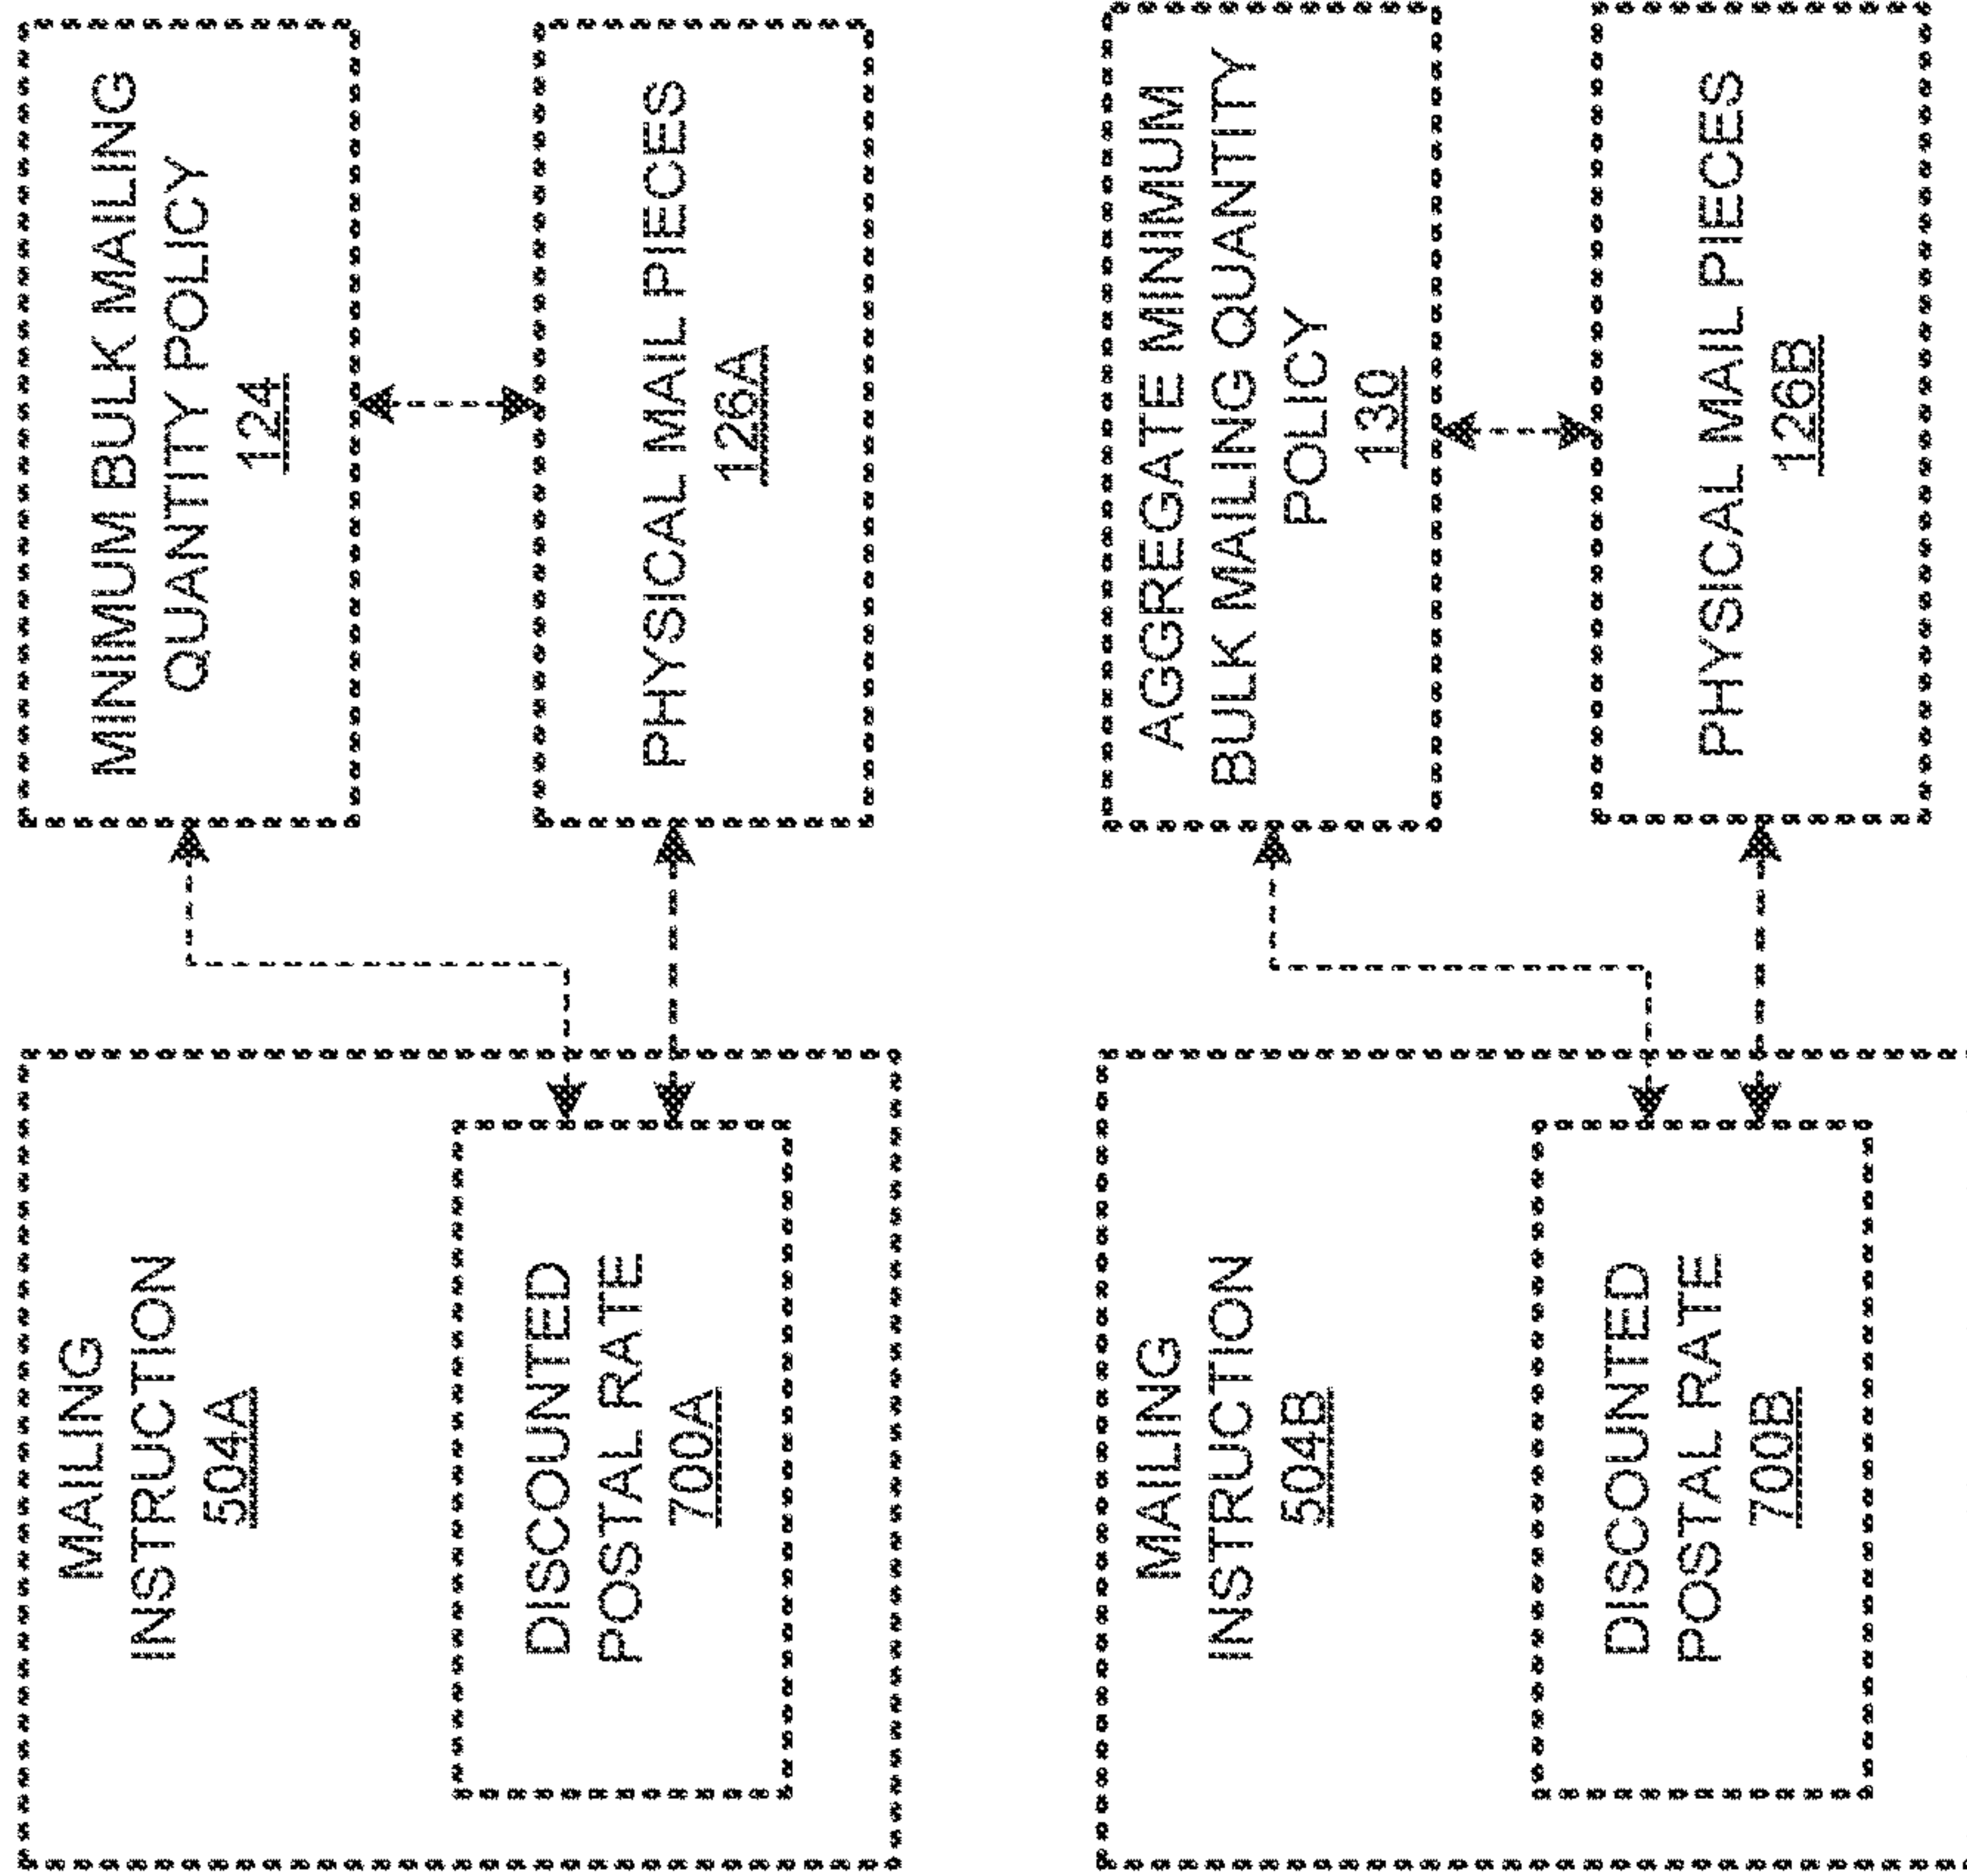 MAILING
INSTRUCTION
504A
DISCOUNTED
POSTAL RATE
700A
MINIMUM BULK MAILING
QUANTITY POLICY
124
PHYSICAL MAIL PIECES
126A
MAILING
INSTRUCTION
504B
DISCOUNTED
POSTAL RATE
700B
AGGREGATE MINIMUM
BULK MAILING QUANTITY
POLICY
130
PHYSICAL MAIL PIECES
126B